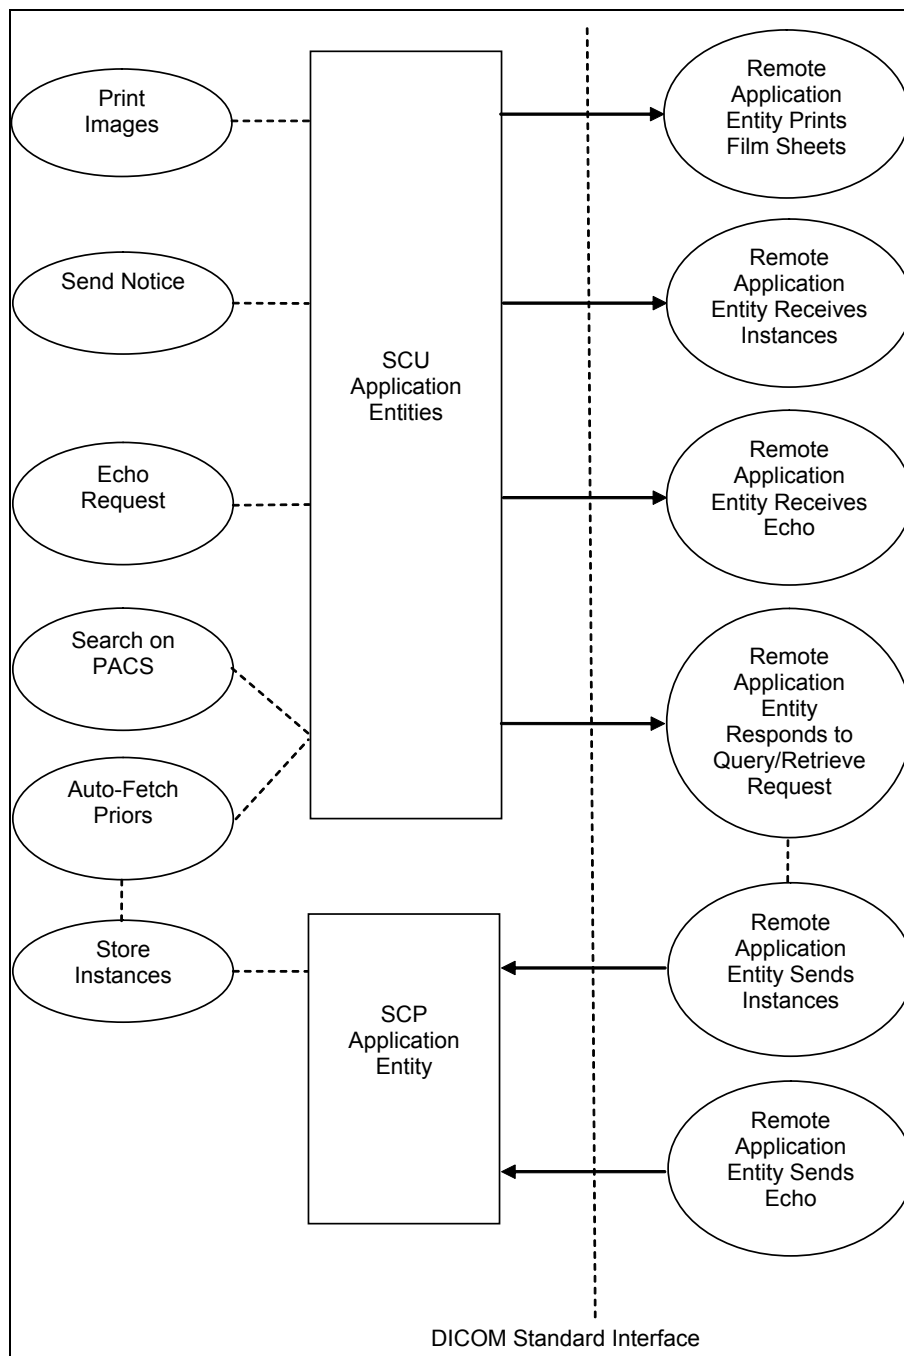 Print
Images
Remote
Application
Entity Prints
Film Sheets
Send Notice
Remote
Application
Entity Receives
Instances
SCU
Application
Entities
Echo
Request
Remote
Application
Entity Receives
Echo
Search on
PACS
Remote
Application
Entity
Responds to
Query/Retrieve
Request
Auto-Fetch
Priors
Store
Instances
Remote
Application
Entity Sends
Instances
SCP
Application
Entity
Remote
Application
Entity Sends
Echo
DICOM Standard Interface